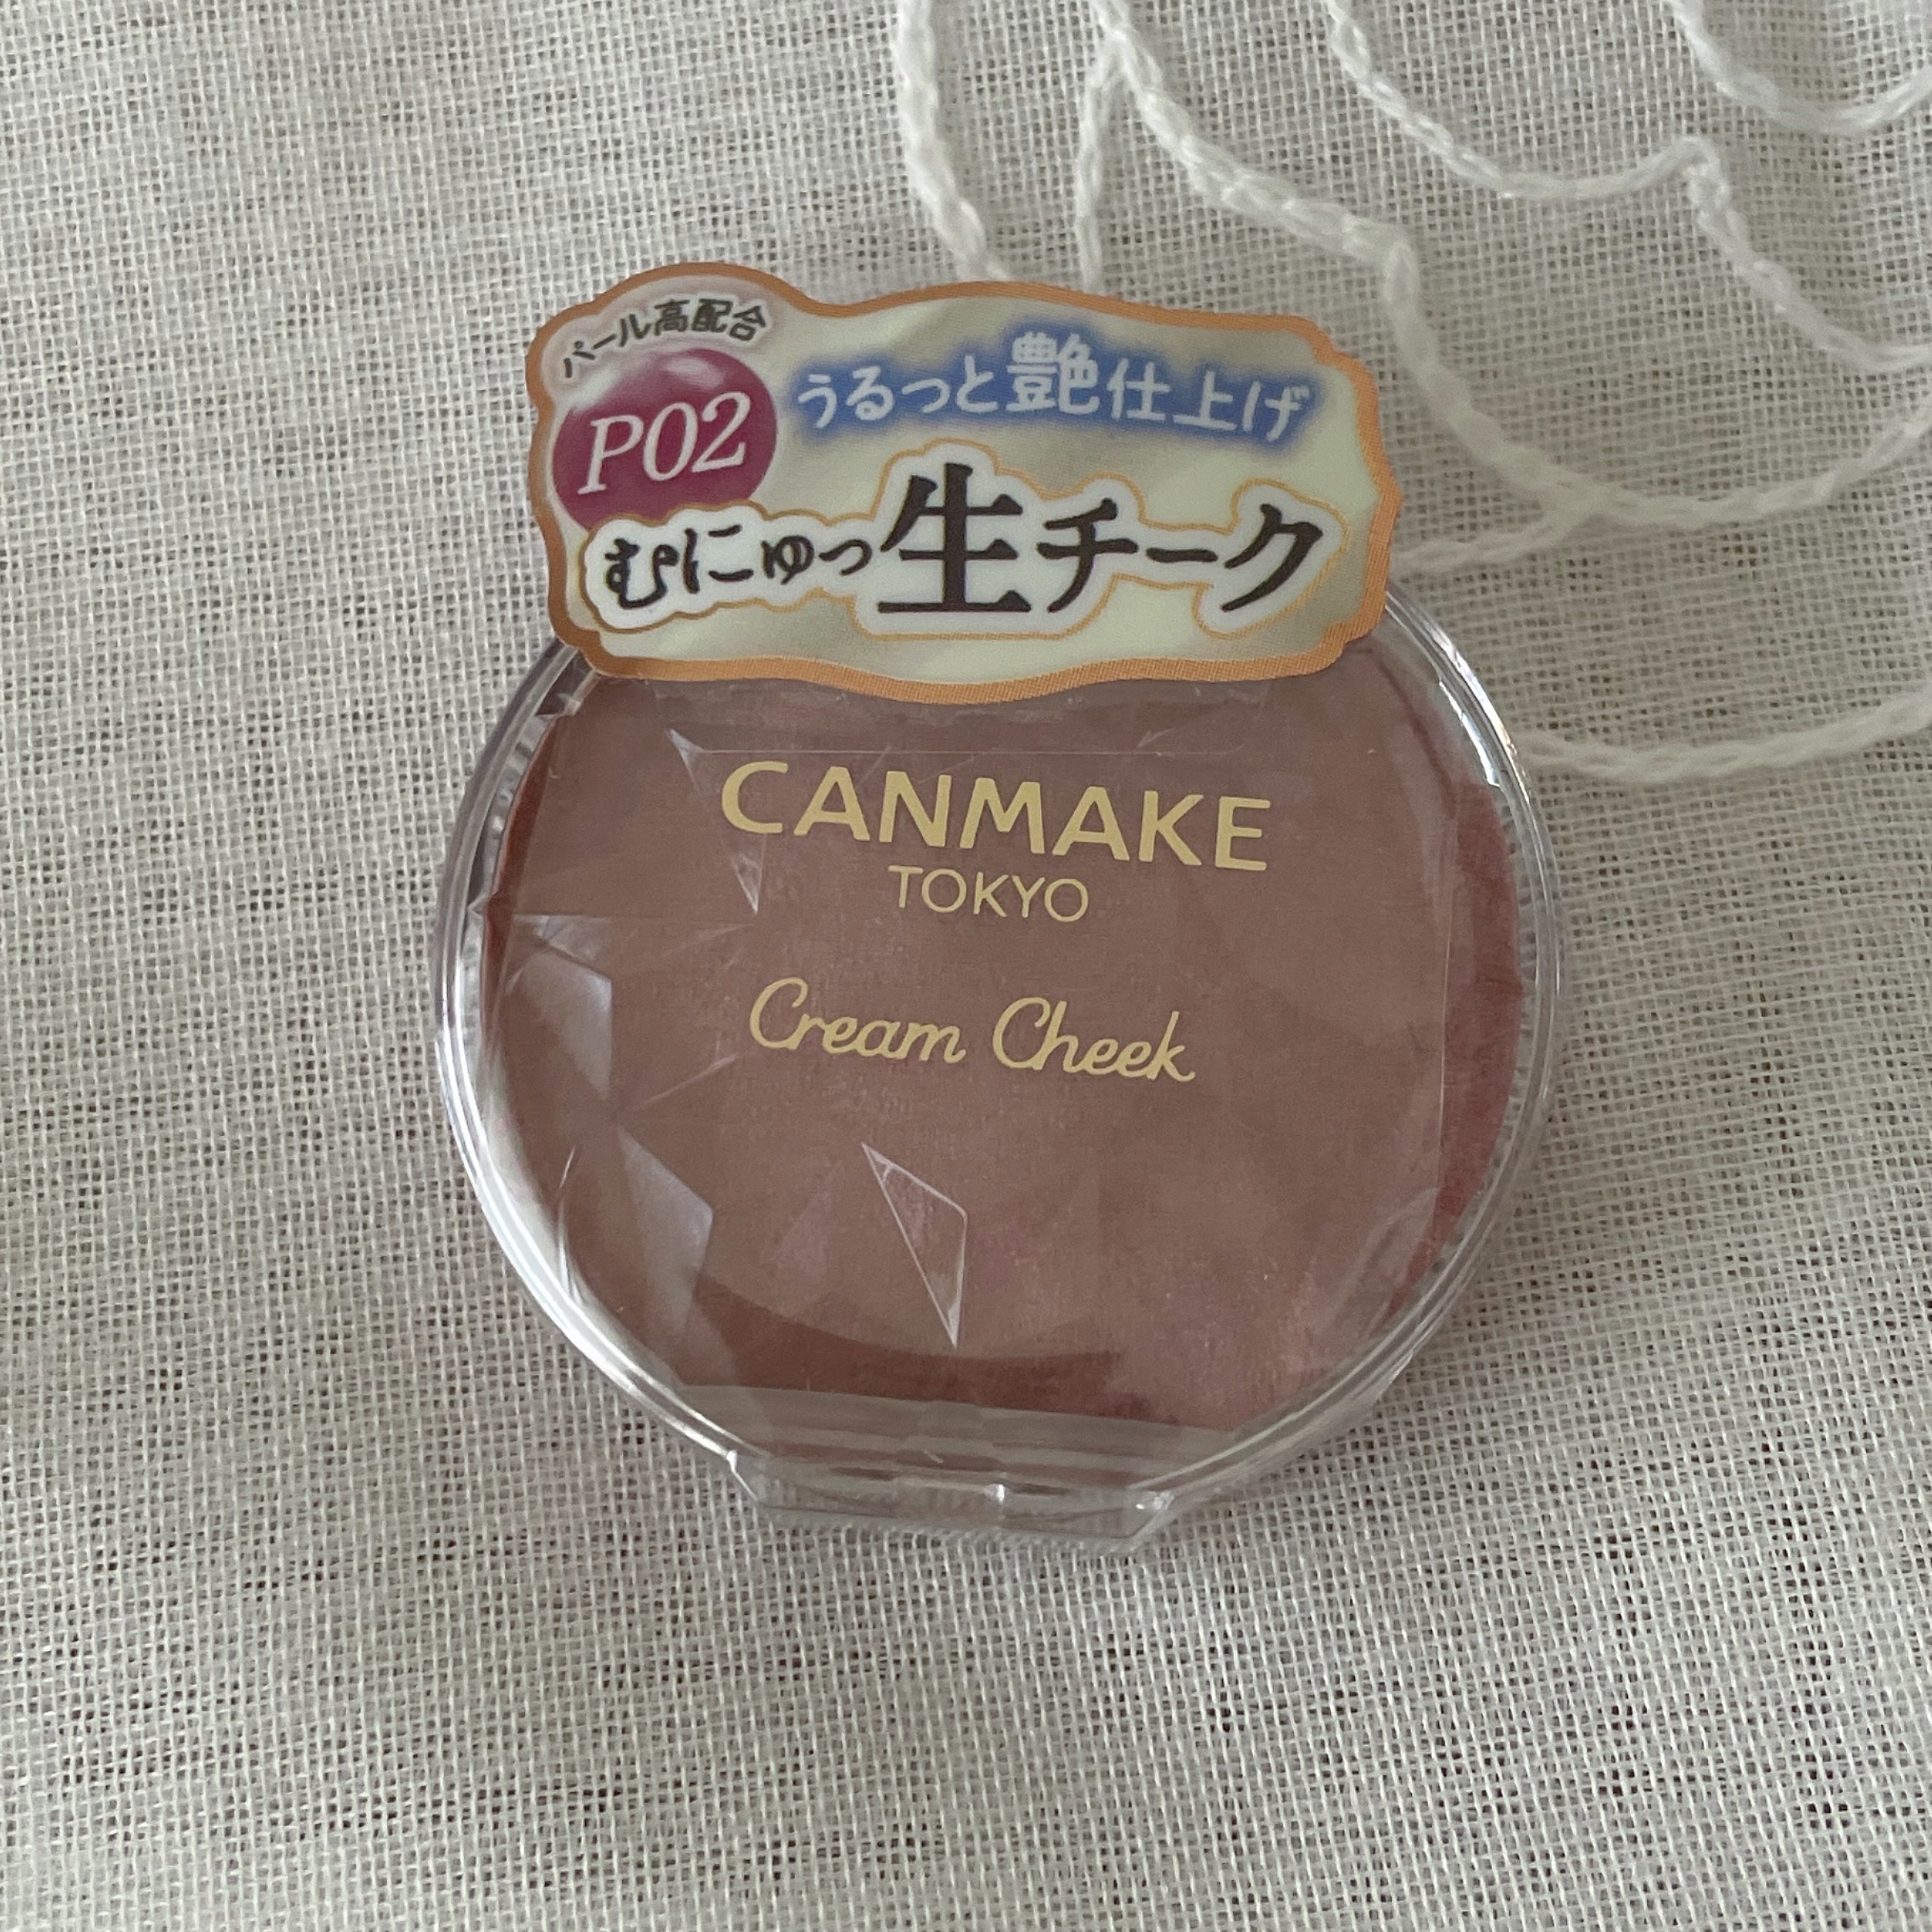 パール高配合
P02
うるっと艶仕上げ
むにゅっ生チーク
CANMAKE
TOKYO
Cream Cheek